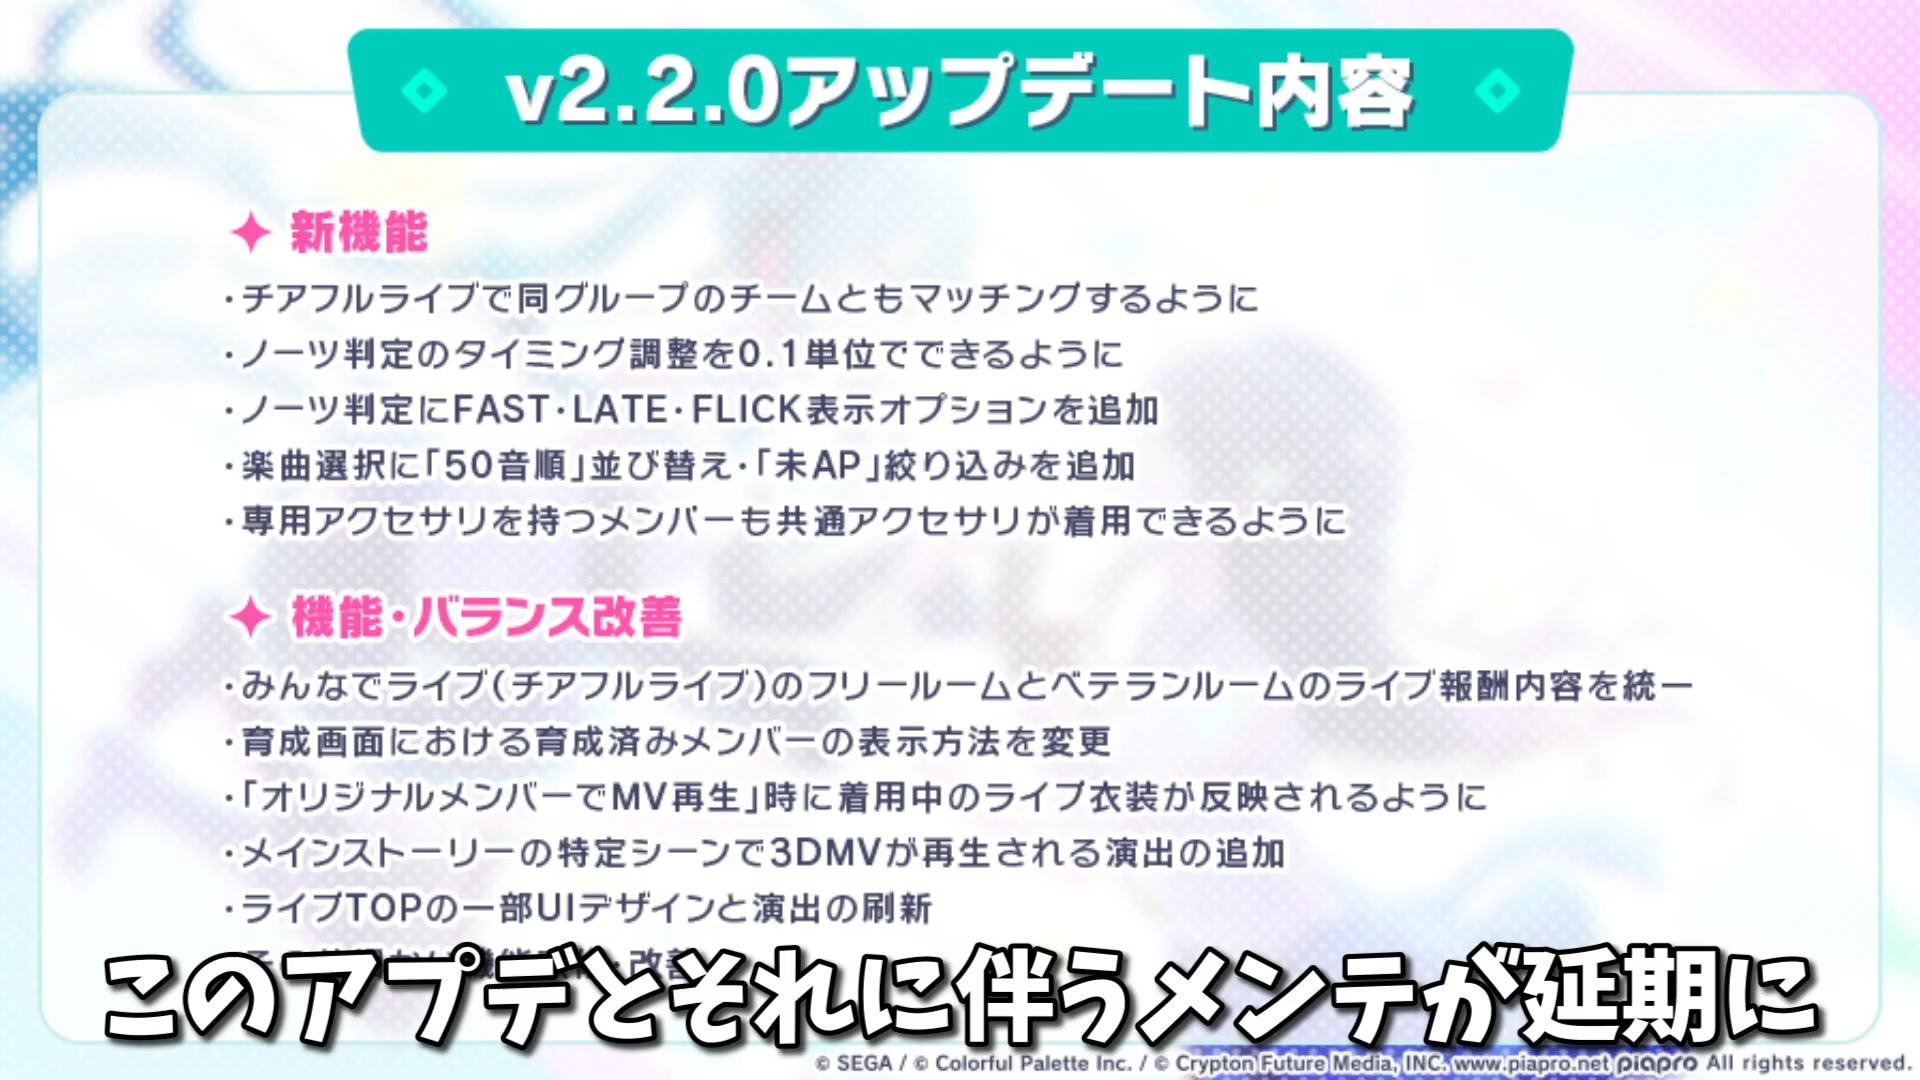 v2.2.0アップデート内容
新機能
・チアフルライブで同グループのチームともマッチングするように
・ノーツ判定のタイミング調整を0.1単位でできるように
・ノーツ判定にFAST・LATE・FLICK表示オプションを追加
・楽曲選択に「50音順」並び替え・「未AP」絞り込みを追加
・専用アクセサリを持つメンバーも共通アクセサリが着用できるように
機能・バランス改善
・みんなでライブ(チアフルライブ)のフリールームとベテランルームのライブ報酬内容を統一
・育成画面における育成済みメンバーの表示方法を変更
・「オリジナルメンバーでMV再生」時に着用中のライブ衣装が反映されるように
・メインストーリーの特定シーンで3DMVが再生される演出の追加
・ライブTOPの一部UIデザインと演出の刷新
このアプデとそれに伴うメンテが延期に
© SEGA / © Colorful Palette Inc. / © Crypton Future Media, INC. www.piapro.net piapro All rights reserved.